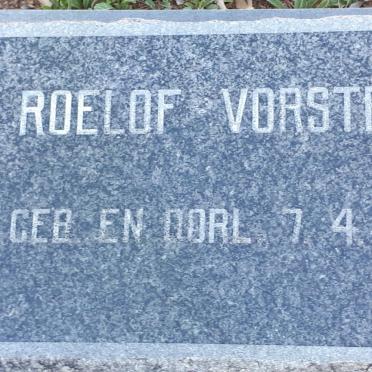 ROELOF VORST
GEB EN OORL. 7. 4.